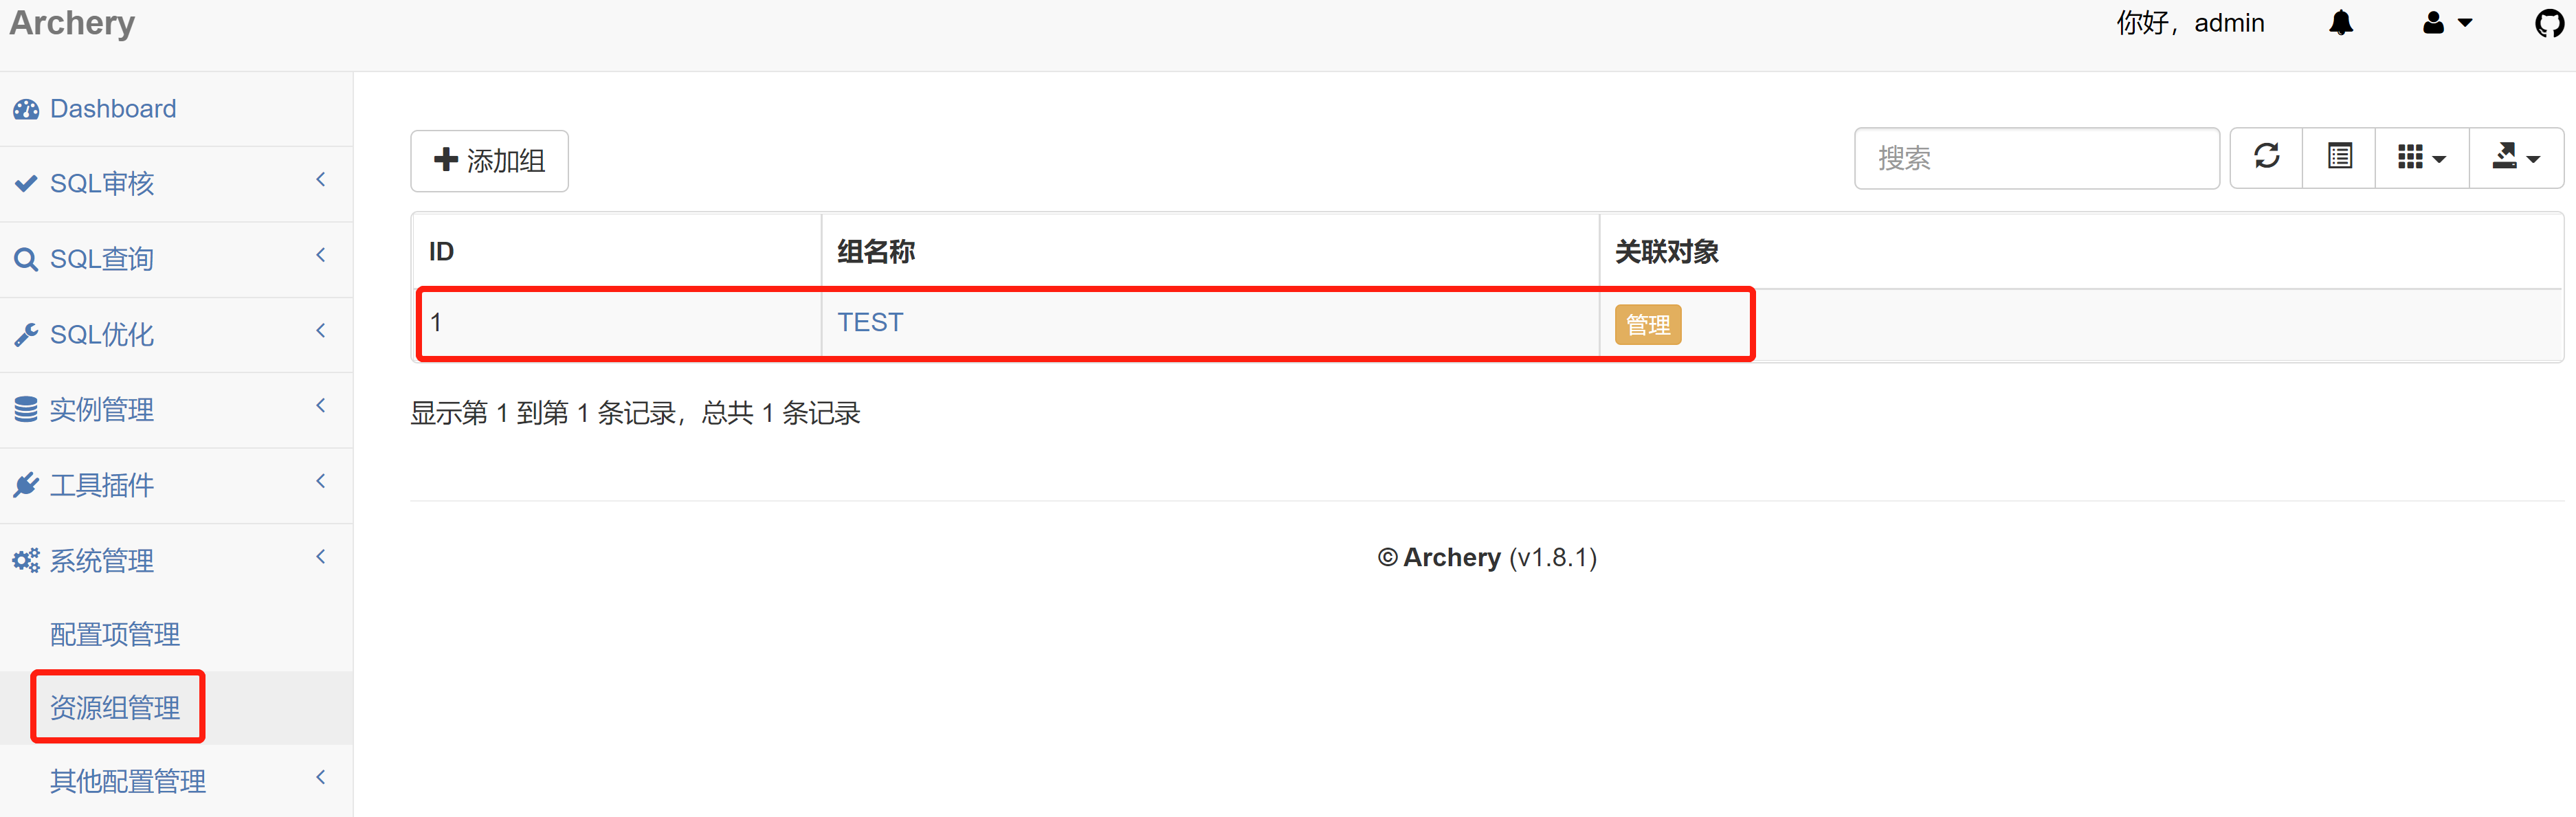 Archery
你好，admin
Dashboard
SQL审核
SQL查询
SQL优化
实例管理
工具插件
系统管理
配置项管理
资源组管理
其他配置管理
添加组
搜索
ID 组名称 关联对象
1 TEST 管理
显示第 1 到第 1 条记录，总共 1 条记录
© Archery (v1.8.1)